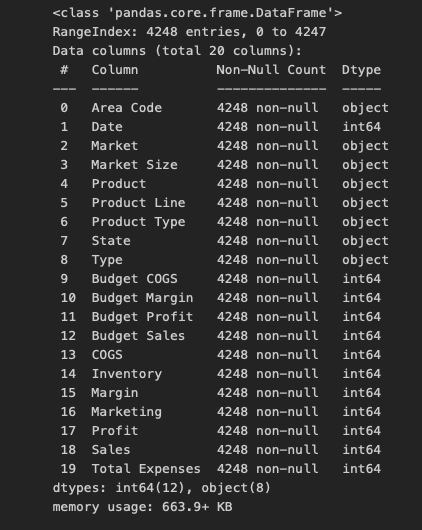 <class 'pandas.core.frame.DataFrame'>
RangeIndex: 4248 entries, 0 to 4247
Data columns (total 20 columns):
 #   Column          Non-Null Count  Dtype
---  ------          --------------  -----
 0   Area Code       4248 non-null   object
 1   Date            4248 non-null   int64
 2   Market          4248 non-null   object
 3   Market Size     4248 non-null   object
 4   Product         4248 non-null   object
 5   Product Line    4248 non-null   object
 6   Product Type    4248 non-null   object
 7   State           4248 non-null   object
 8   Type            4248 non-null   object
 9   Budget COGS     4248 non-null   int64
 10  Budget Margin   4248 non-null   int64
 11  Budget Profit   4248 non-null   int64
 12  Budget Sales    4248 non-null   int64
 13  COGS            4248 non-null   int64
 14  Inventory       4248 non-null   int64
 15  Margin          4248 non-null   int64
 16  Marketing       4248 non-null   int64
 17  Profit          4248 non-null   int64
 18  Sales           4248 non-null   int64
 19  Total Expenses  4248 non-null   int64
dtypes: int64(12), object(8)
memory usage: 663.9+ KB